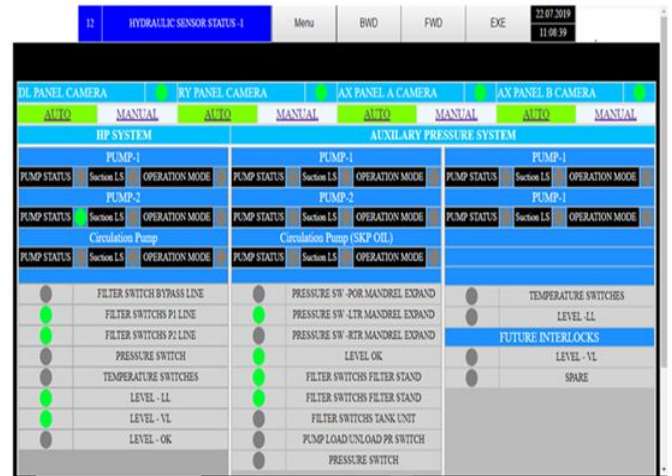 12 HYDRAULIC SENSOR STATUS -1 Menu BWD FWD EXE 22.07.2019
11:08:39
DL PANEL CAMERA RY PANEL CAMERA AX PANEL A CAMERA AX PANEL B CAMERA
AUTO MANUAL AUTO MANUAL AUTO MANUAL AUTO MANUAL
HP SYSTEM AUXILARY PRESSURE SYSTEM
PUMP-1 PUMP-1 PUMP-1
PUMP STATUS Suction LS OPERATION MODE PUMP STATUS Suction LS OPERATION MODE PUMP STATUS Suction LS OPERATION MODE
PUMP-2 PUMP-2 PUMP-1
PUMP STATUS Suction LS OPERATION MODE PUMP STATUS Suction LS OPERATION MODE PUMP STATUS Suction LS OPERATION MODE
Circulation Pump Circulation Pump (SKP OIL)
PUMP STATUS Suction LS OPERATION MODE PUMP STATUS Suction LS OPERATION MODE
FILTER SWITCH BYPASS LINE
FILTER SWITCHS P1 LINE
FILTER SWITCHS P2 LINE
PRESSURE SWITCH
TEMPERATURE SWITCHES
LEVEL - LL
LEVEL - VL
LEVEL - OK
PRESSURE SW -POR MANDREL EXPAND
PRESSURE SW -LTR MANDREL EXPAND
PRESSURE SW -RTR MANDREL EXPAND
LEVEL OK
FILTER SWITCHS FILTER STAND
FILTER SWITCHS FILTER STAND
FILTER SWITCHS TANK UNIT
PUMP LOAD/UNLOAD PR SWITCH
PRESSURE SWITCH
TEMPERATURE SWITCHES
LEVEL -LL
FUTURE INTERLOCKS
LEVEL - VL
SPARE